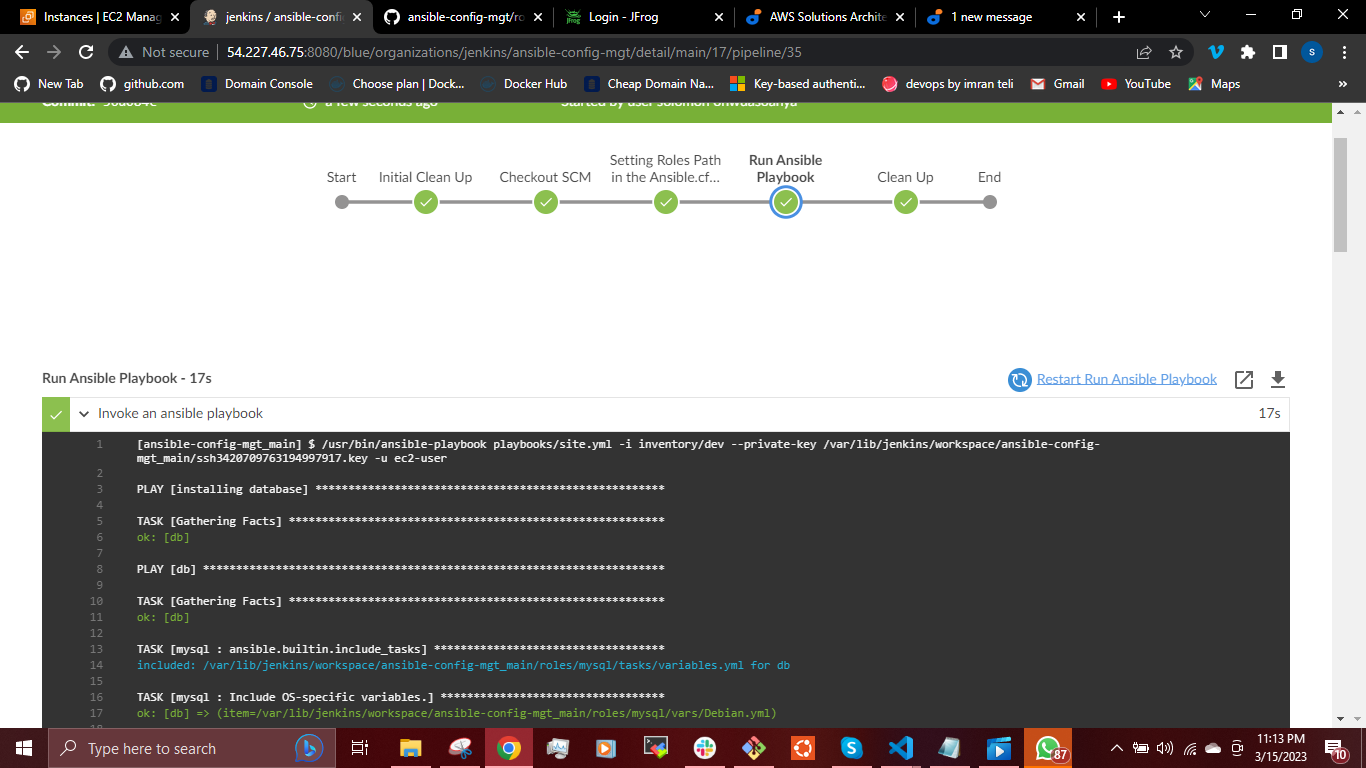 Instances | EC2 Manag
jenkins / ansible-confi
ansible-config-mgt/ro
Login - JFrog
AWS Solutions Archite
1 new message
Not secure
54.227.46.75:8080/blue/organizations/jenkins/ansible-config-mgt/detail/main/17/pipeline/35
S
New Tab
github.com
Domain Console
Choose plan | Dock...
Docker Hub
Cheap Domain Na...
Key-based authenti...
devops by imran teli
Gmail
YouTube
Maps
»
Commit:
a few seconds ago
Started by user solomon onwuasoanya
Start
Initial Clean Up
Checkout SCM
Setting Roles Path
in the Ansible.cf...
Run Ansible
Playbook
Clean Up
End
Run Ansible Playbook - 17s
Restart Run Ansible Playbook
Invoke an ansible playbook
17s
1 [ansible-config-mgt_main] $ /usr/bin/ansible-playbook playbooks/site.yml -i inventory/dev --private-key /var/lib/jenkins/workspace/ansible-config-
mgt_main/ssh3420709763194997917.key -u ec2-user
2
3 PLAY [installing database] *****************************************************
4
5 TASK [Gathering Facts] *********************************************************
6 ok: [db]
7
8 PLAY [db] **********************************************************************
9
10 TASK [Gathering Facts] *********************************************************
11 ok: [db]
12
13 TASK [mysql : ansible.builtin.include_tasks] ***********************************
14 included: /var/lib/jenkins/workspace/ansible-config-mgt_main/roles/mysql/tasks/variables.yml for db
15
16 TASK [mysql : Include OS-specific variables.] **********************************
17 ok: [db] => (item=/var/lib/jenkins/workspace/ansible-config-mgt_main/roles/mysql/vars/Debian.yml)
Type here to search
87
11:13 PM
3/15/2023
10